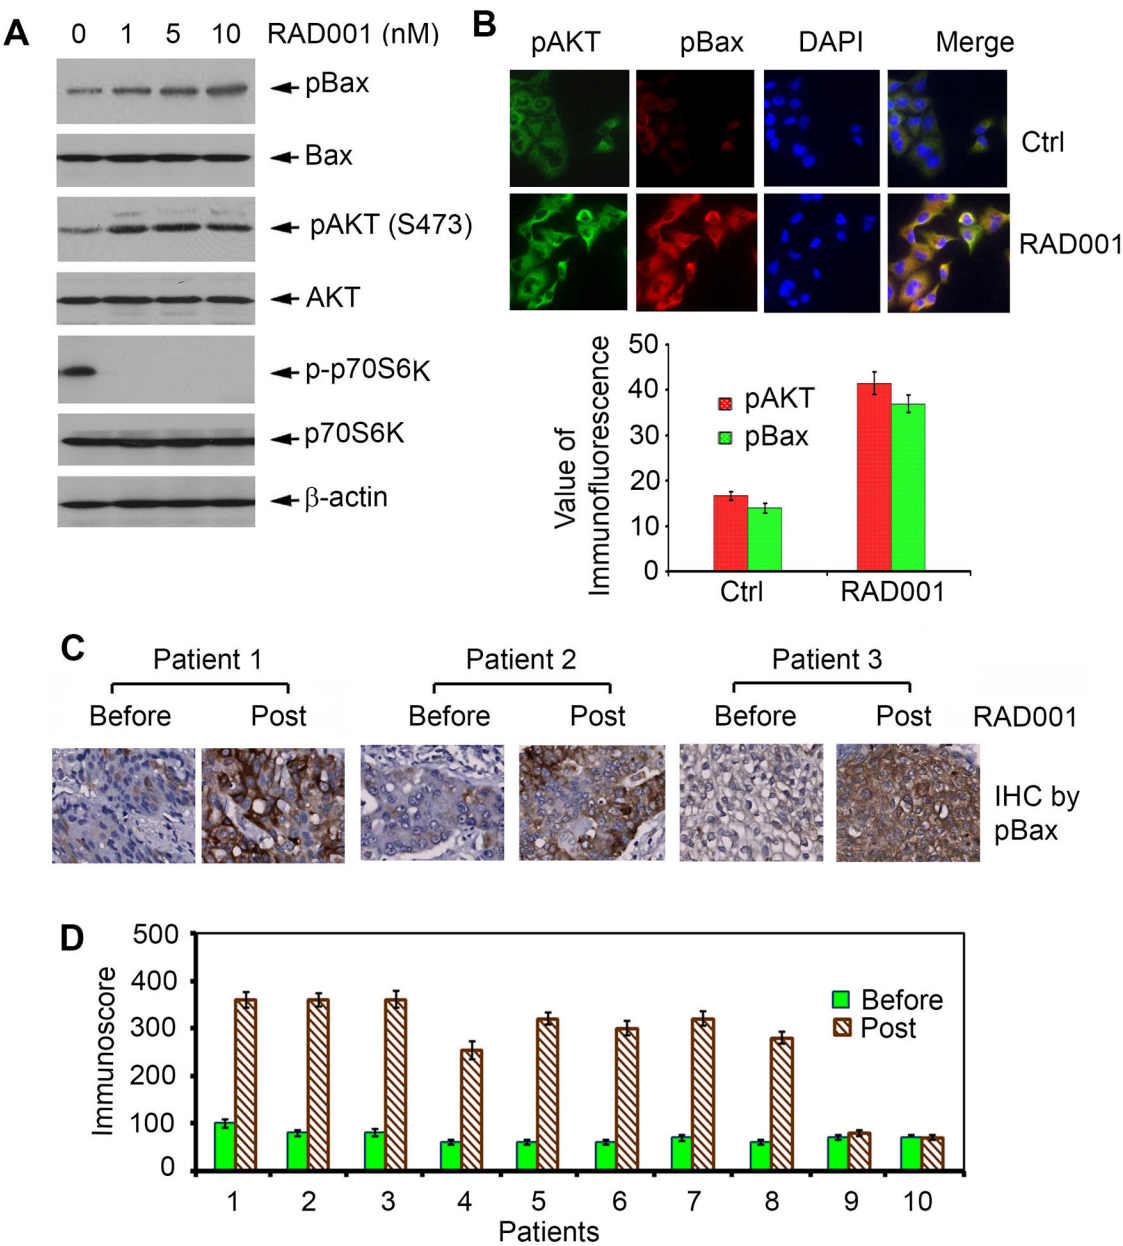 A
0 1 5 10 RAD001 (nM)
pBax
Bax
pAKT (S473)
AKT
p-p70S6K
p70S6K
β-actin
B
pAKT pBax DAPI Merge
Ctrl
RAD001
Value of
Immunofluorescence
50
40
30
20
10
0
pAKT
pBax
Ctrl RAD001
C
Patient 1 Patient 2 Patient 3
Before Post Before Post Before Post RAD001
IHC by
pBax
D
Immunoscore
500
400
300
200
100
0
Before
Post
1 2 3 4 5 6 7 8 9 10
Patients